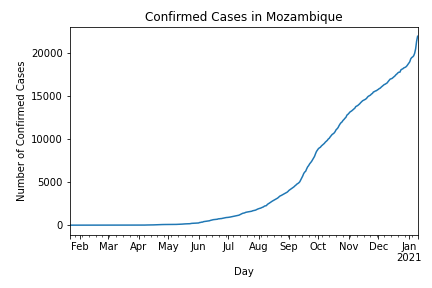 Confirmed Cases in Mozambique
Number of Confirmed Cases
20000
15000
10000
5000
0
Feb Mar Apr May Jun Jul Aug Sep Oct Nov Dec Jan
2021
Day